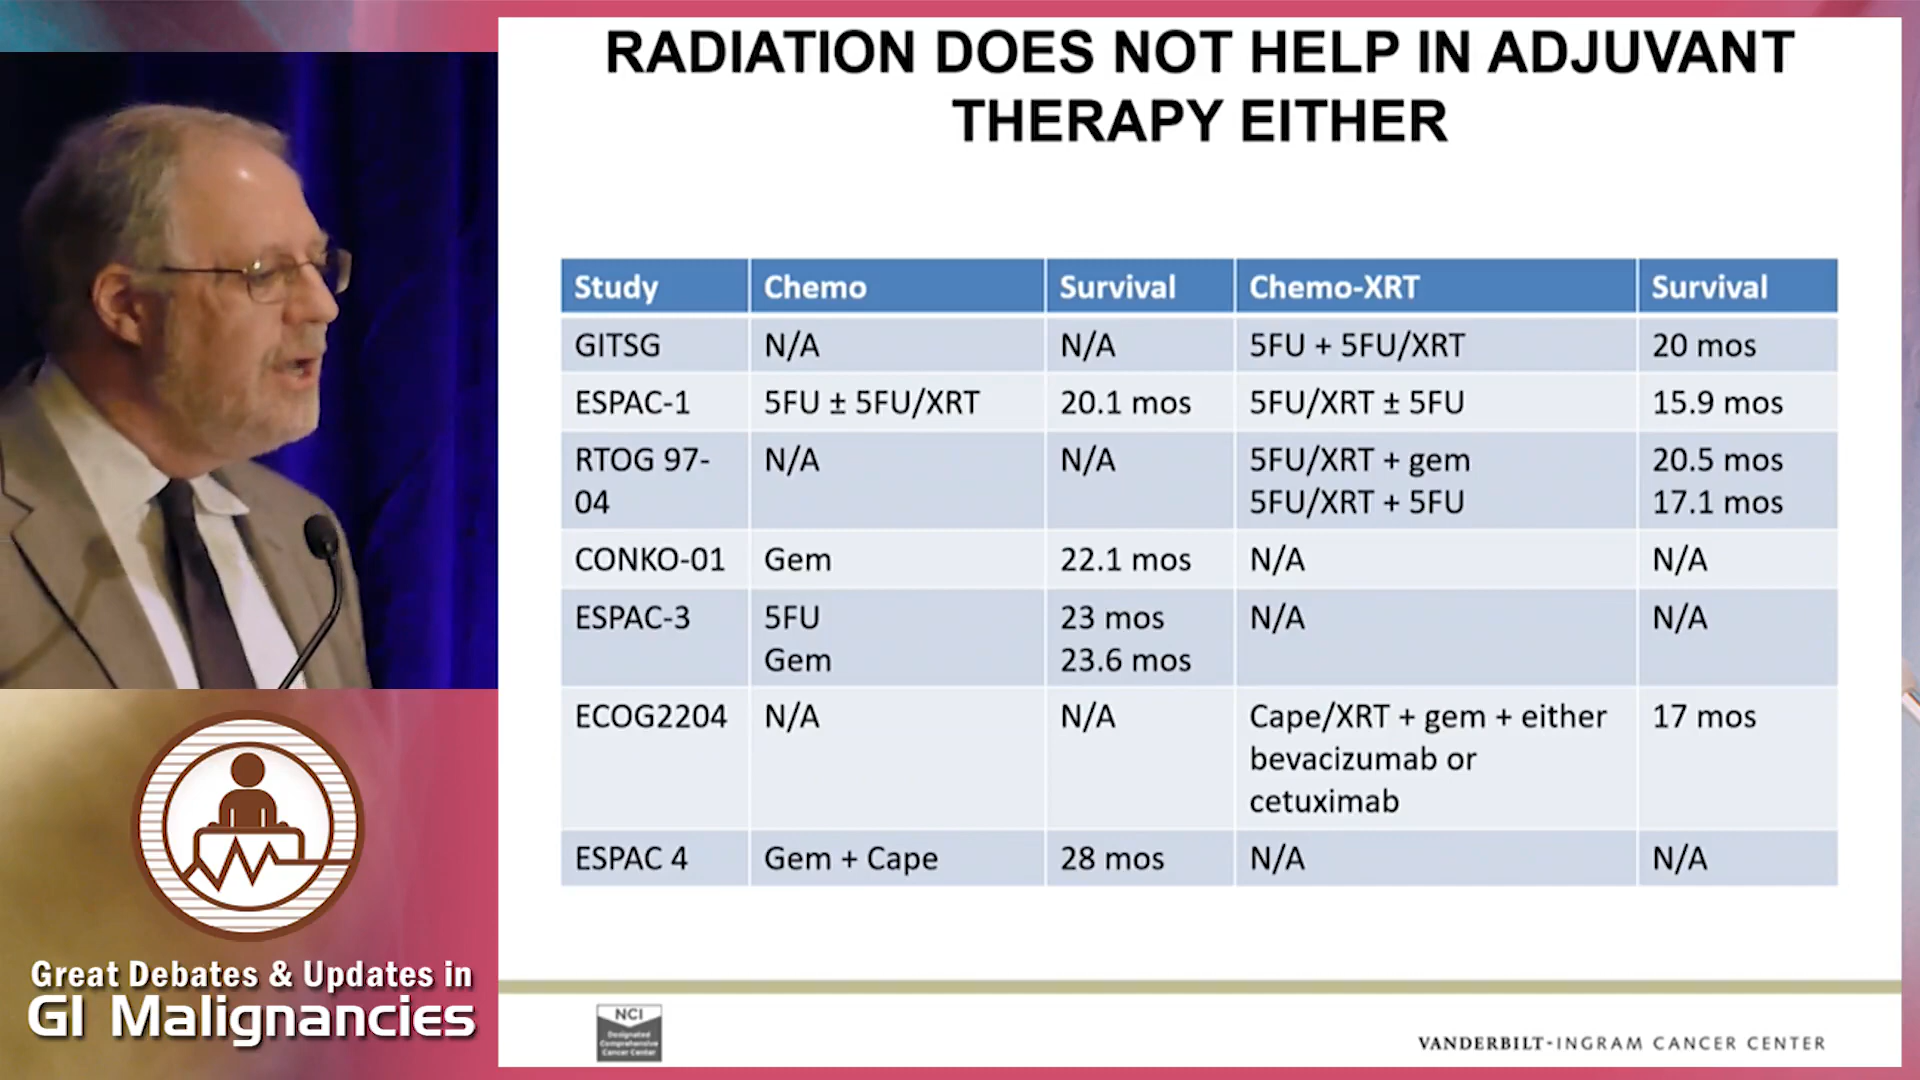 RADIATION DOES NOT HELP IN ADJUVANT
THERAPY EITHER
Study Chemo Survival Chemo-XRT Survival
GITSG N/A N/A 5FU + 5FU/XRT 20 mos
ESPAC-1 5FU ± 5FU/XRT 20.1 mos 5FU/XRT ± 5FU 15.9 mos
RTOG 97- N/A N/A 5FU/XRT + gem 20.5 mos
04 5FU/XRT + 5FU 17.1 mos
CONKO-01 Gem 22.1 mos N/A N/A
ESPAC-3 5FU 23 mos N/A N/A
Gem 23.6 mos
ECOG2204 N/A N/A Cape/XRT + gem + either 17 mos
bevacizumab or
cetuximab
ESPAC 4 Gem + Cape 28 mos N/A N/A
Great Debates & Updates in
GI Malignancies
NCI
Designated
Comprehensive
Cancer Center
VANDERBILT-INGRAM CANCER CENTER